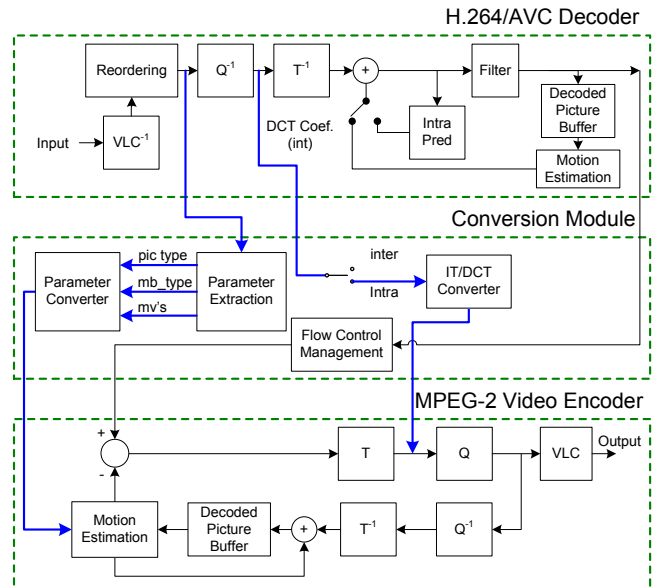 H.264/AVC Decoder
Reordering
Q-1
T-1
+
Filter
Input
VLC-1
DCT Coef.
(int)
Intra
Pred
Decoded
Picture
Buffer
Motion
Estimation
Conversion Module
Parameter
Converter
pic type
mb_type
mv's
Parameter
Extraction
inter
Intra
IT/DCT
Converter
Flow Control
Management
MPEG-2 Video Encoder
+
-
T
Q
VLC
Output
Motion
Estimation
Decoded
Picture
Buffer
+
T-1
Q-1